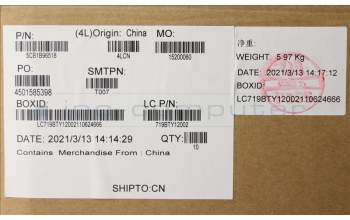 P/N: (4L)Origin: China MO:
5CB1B96518 4LCN 15200060
PO: SMTPN:
4501585398 T007
BOXID: LC P/N:
LC719BTY12002110624666 719BTY12002
DATE: 2021/3/13 14:14:29 QTY:
10
Contains Merchandise From : China
SHIPTO:CN
净重:
WEIGHT 5.97 Kg
2021/3/13 14:17:12
BOXID:
LC719BTY12002110624666